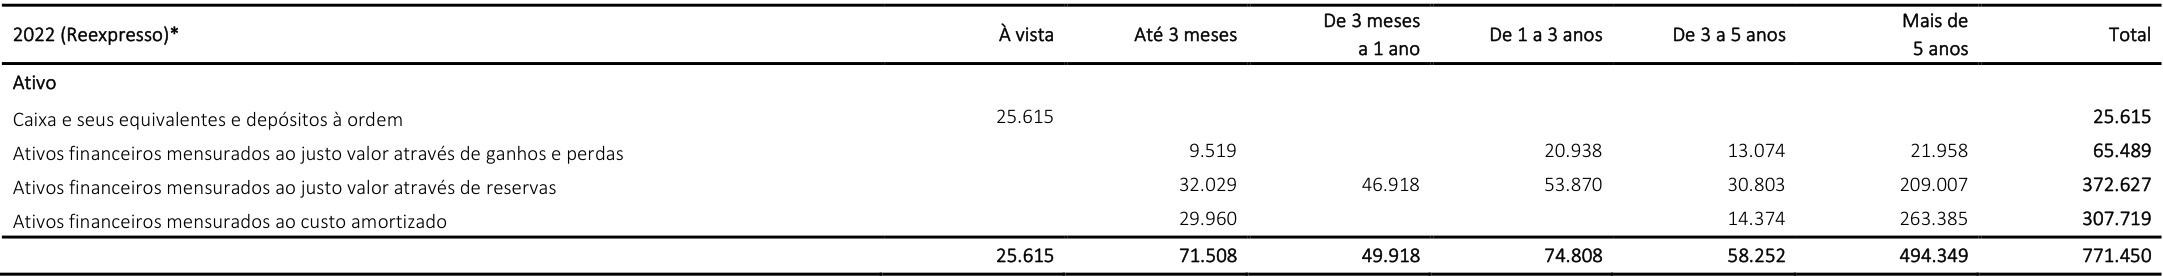 2022 (Reexpresso)* À vista Até 3 meses De 3 meses a 1 ano De 1 a 3 anos De 3 a 5 anos Mais de 5 anos Total
Ativo
Caixa e seus equivalentes e depósitos à ordem 25.615 25.615
Ativos financeiros mensurados ao justo valor através de ganhos e perdas 9.519 20.938 13.074 21.958 65.489
Ativos financeiros mensurados ao justo valor através de reservas 32.029 46.918 53.870 30.803 209.007 372.627
Ativos financeiros mensurados ao custo amortizado 29.960 14.374 263.385 307.719
25.615 71.508 49.918 74.808 58.252 494.349 771.450